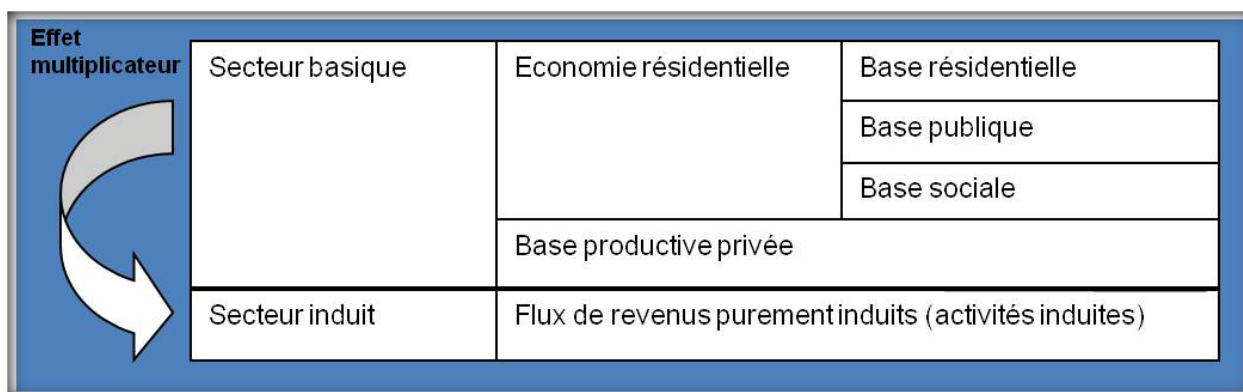 Effet
multiplicateur
Secteur basique
Economie résidentielle
Base résidentielle
Base publique
Base sociale
Base productive privée
Secteur induit
Flux de revenus purement induits (activités induites)